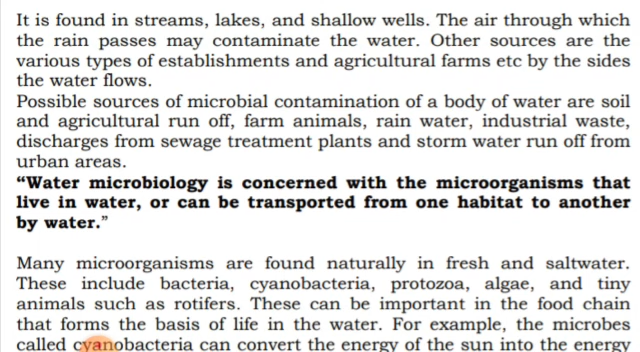 It is found in streams, lakes, and shallow wells. The air through which
the rain passes may contaminate the water. Other sources are the
various types of establishments and agricultural farms etc by the sides
the water flows.
Possible sources of microbial contamination of a body of water are soil
and agricultural run off, farm animals, rain water, industrial waste,
discharges from sewage treatment plants and storm water run off from
urban areas.
“Water microbiology is concerned with the microorganisms that
live in water, or can be transported from one habitat to another
by water.”
Many microorganisms are found naturally in fresh and saltwater.
These include bacteria, cyanobacteria, protozoa, algae, and tiny
animals such as rotifers. These can be important in the food chain
that forms the basis of life in the water. For example, the microbes
called cyanobacteria can convert the energy of the sun into the energy